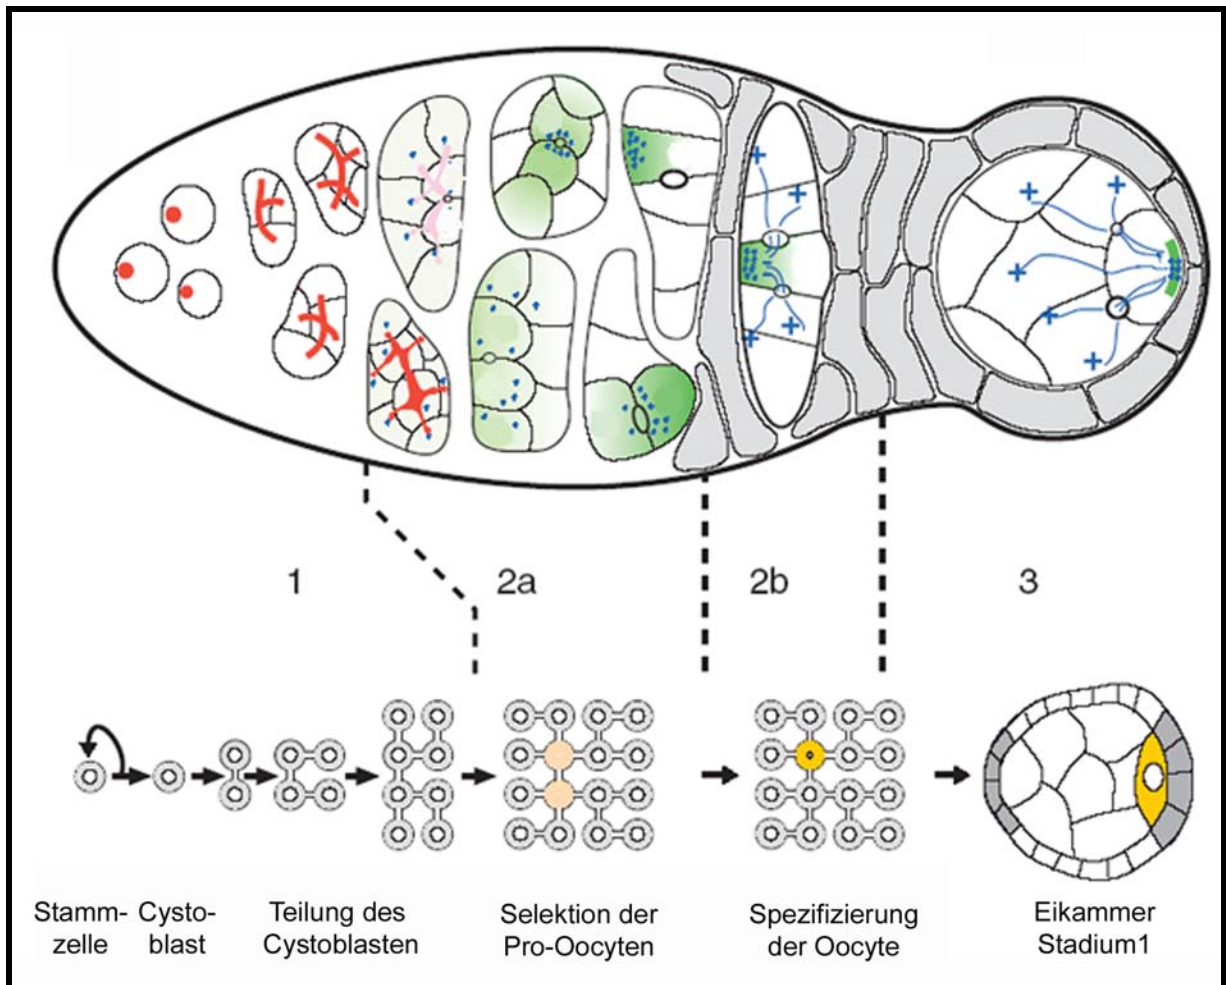 1
2a
2b
3
Stamm-
zelle
Cysto-
blast
Teilung des
Cystoblasten
Selektion der
Pro-Oocyten
Spezifizierung
der Oocyte
Eikammer
Stadium1